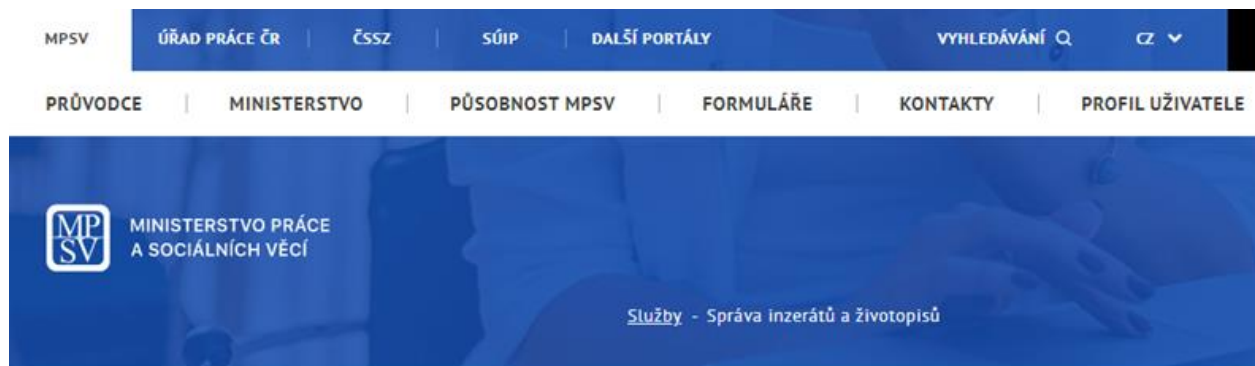 MPSV ÚŘAD PRÁCE ČR ČSSZ SÚIP DALŠÍ PORTÁLY VYHLEDÁVÁNÍ CZ
PRŮVODCE MINISTERSTVO PŮSOBNOST MPSV FORMULÁŘE KONTAKTY PROFIL UŽIVATELE
MP
SV
MINISTERSTVO PRÁCE
A SOCIÁLNÍCH VĚCÍ
Služby - Správa inzerátů a životopisů